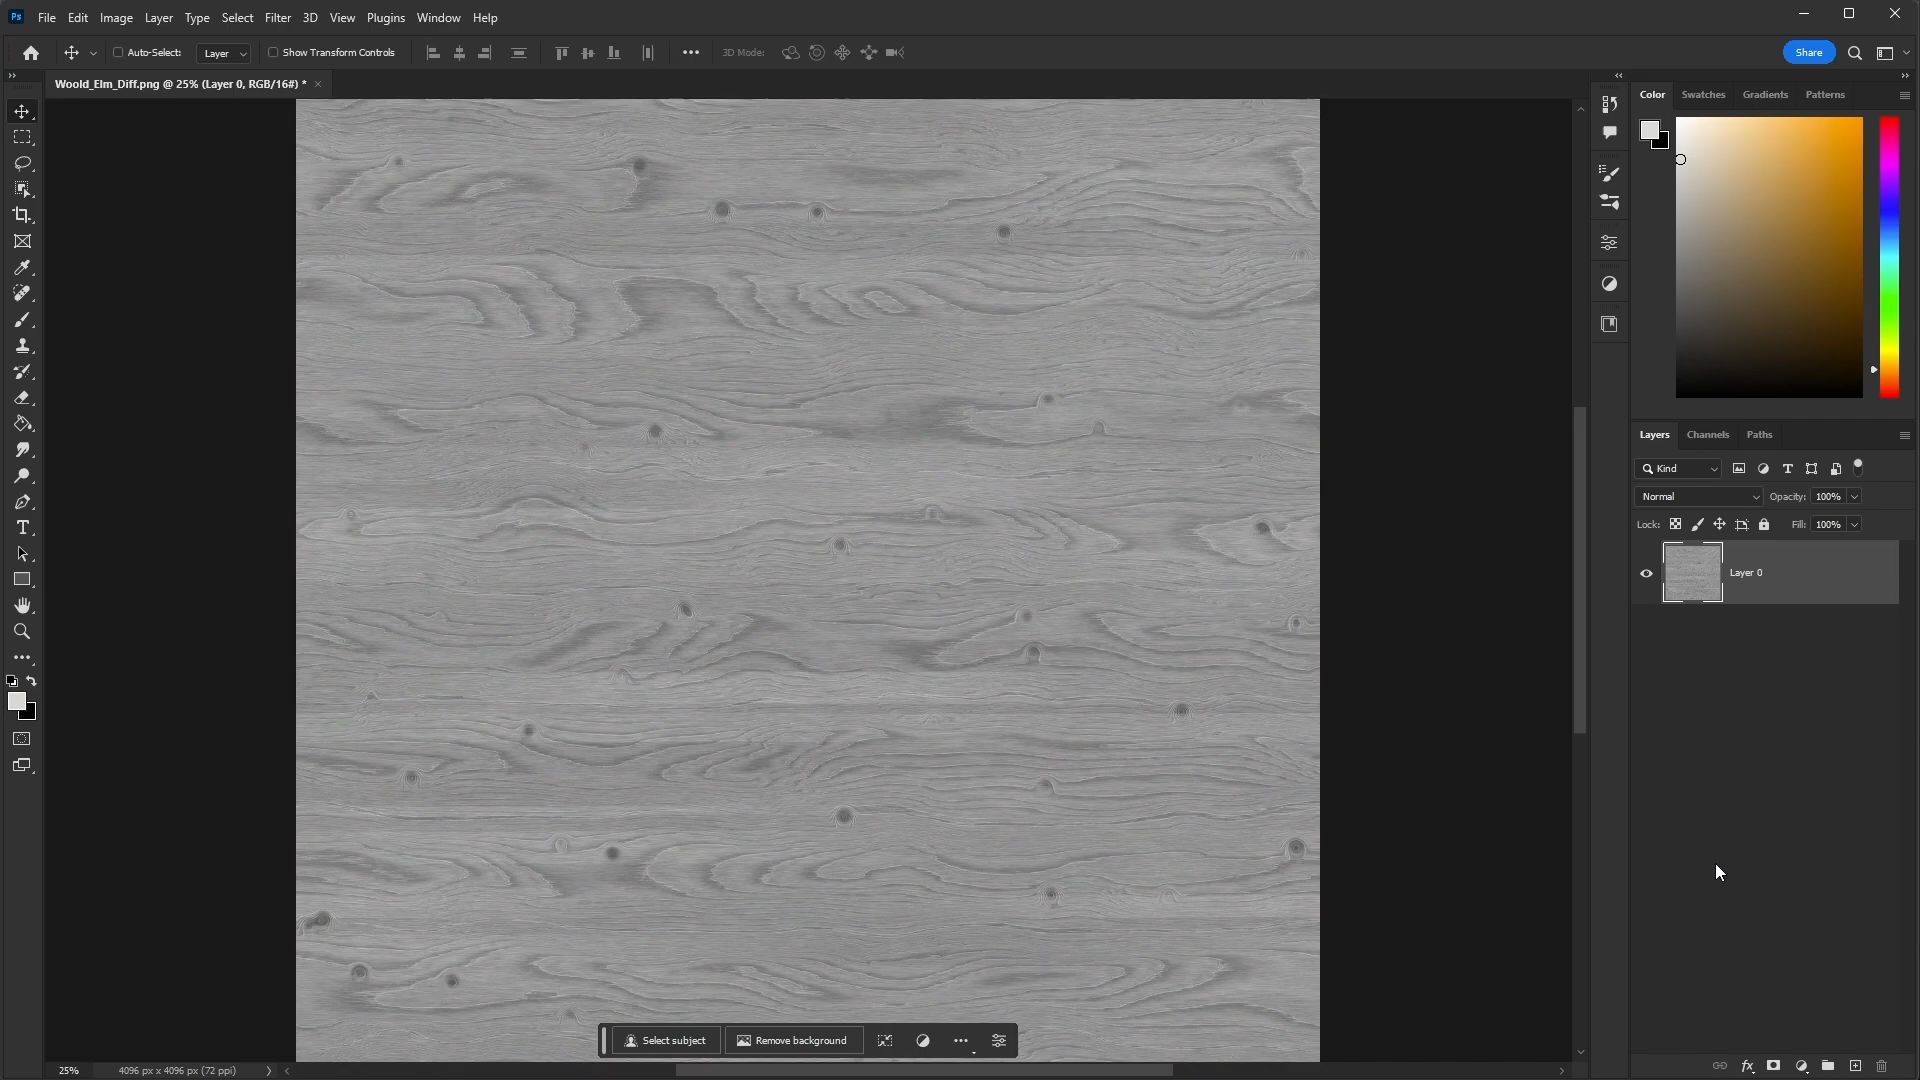 Ps File Edit Image Layer Type Select Filter 3D View Plugins Window Help
Auto-Select: Layer Show Transform Controls 3D Mode: Share
Woold_Elm_Diff.png @ 25% (Layer 0, RGB/16#) *
Color Swatches Gradients Patterns
Layers Channels Paths
Kind
Normal Opacity: 100%
Lock: Fill: 100%
Layer 0
Select subject Remove background
fx
25% 4096 px x 4096 px (72 ppi)